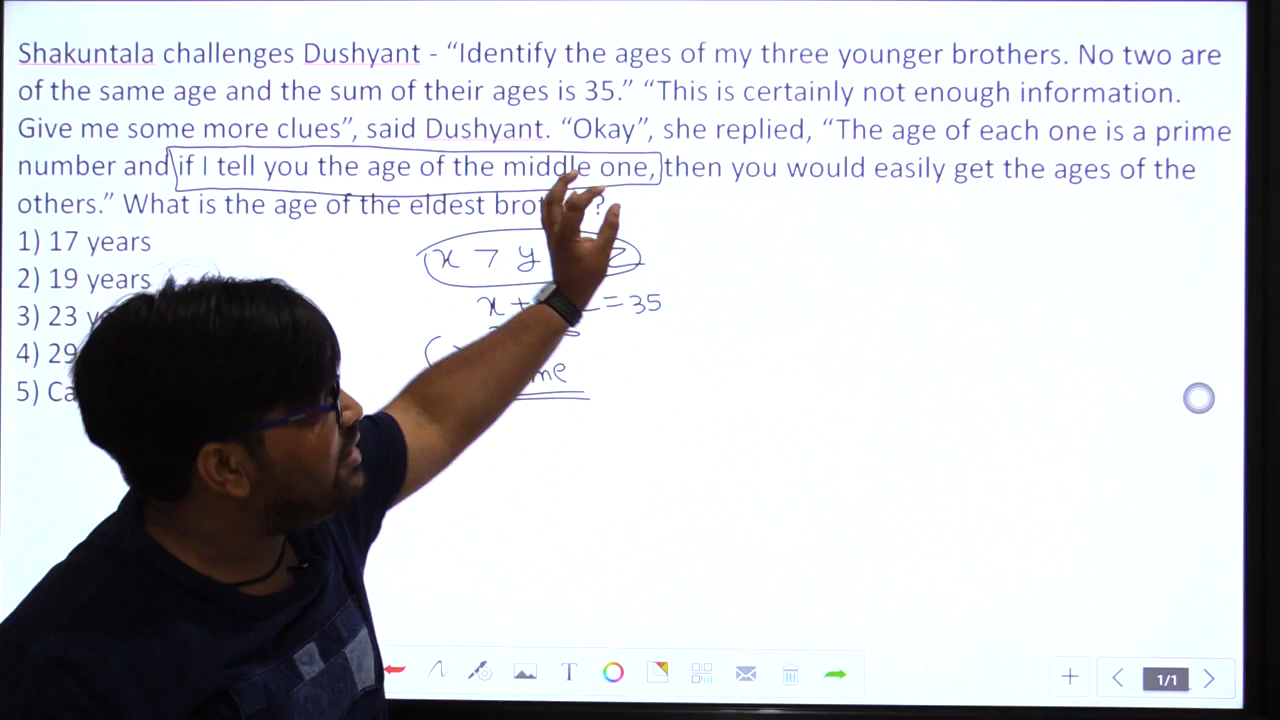 Shakuntala challenges Dushyant - “Identify the ages of my three younger brothers. No two are
of the same age and the sum of their ages is 35.” “This is certainly not enough information.
Give me some more clues”, said Dushyant. “Okay”, she replied, “The age of each one is a prime
number and if I tell you the age of the middle one, then you would easily get the ages of the
others.” What is the age of the eldest ?
1) 17 years
2) 19 years
3) 23
4) 29
5)
x > y
x + = 35
T
1/1